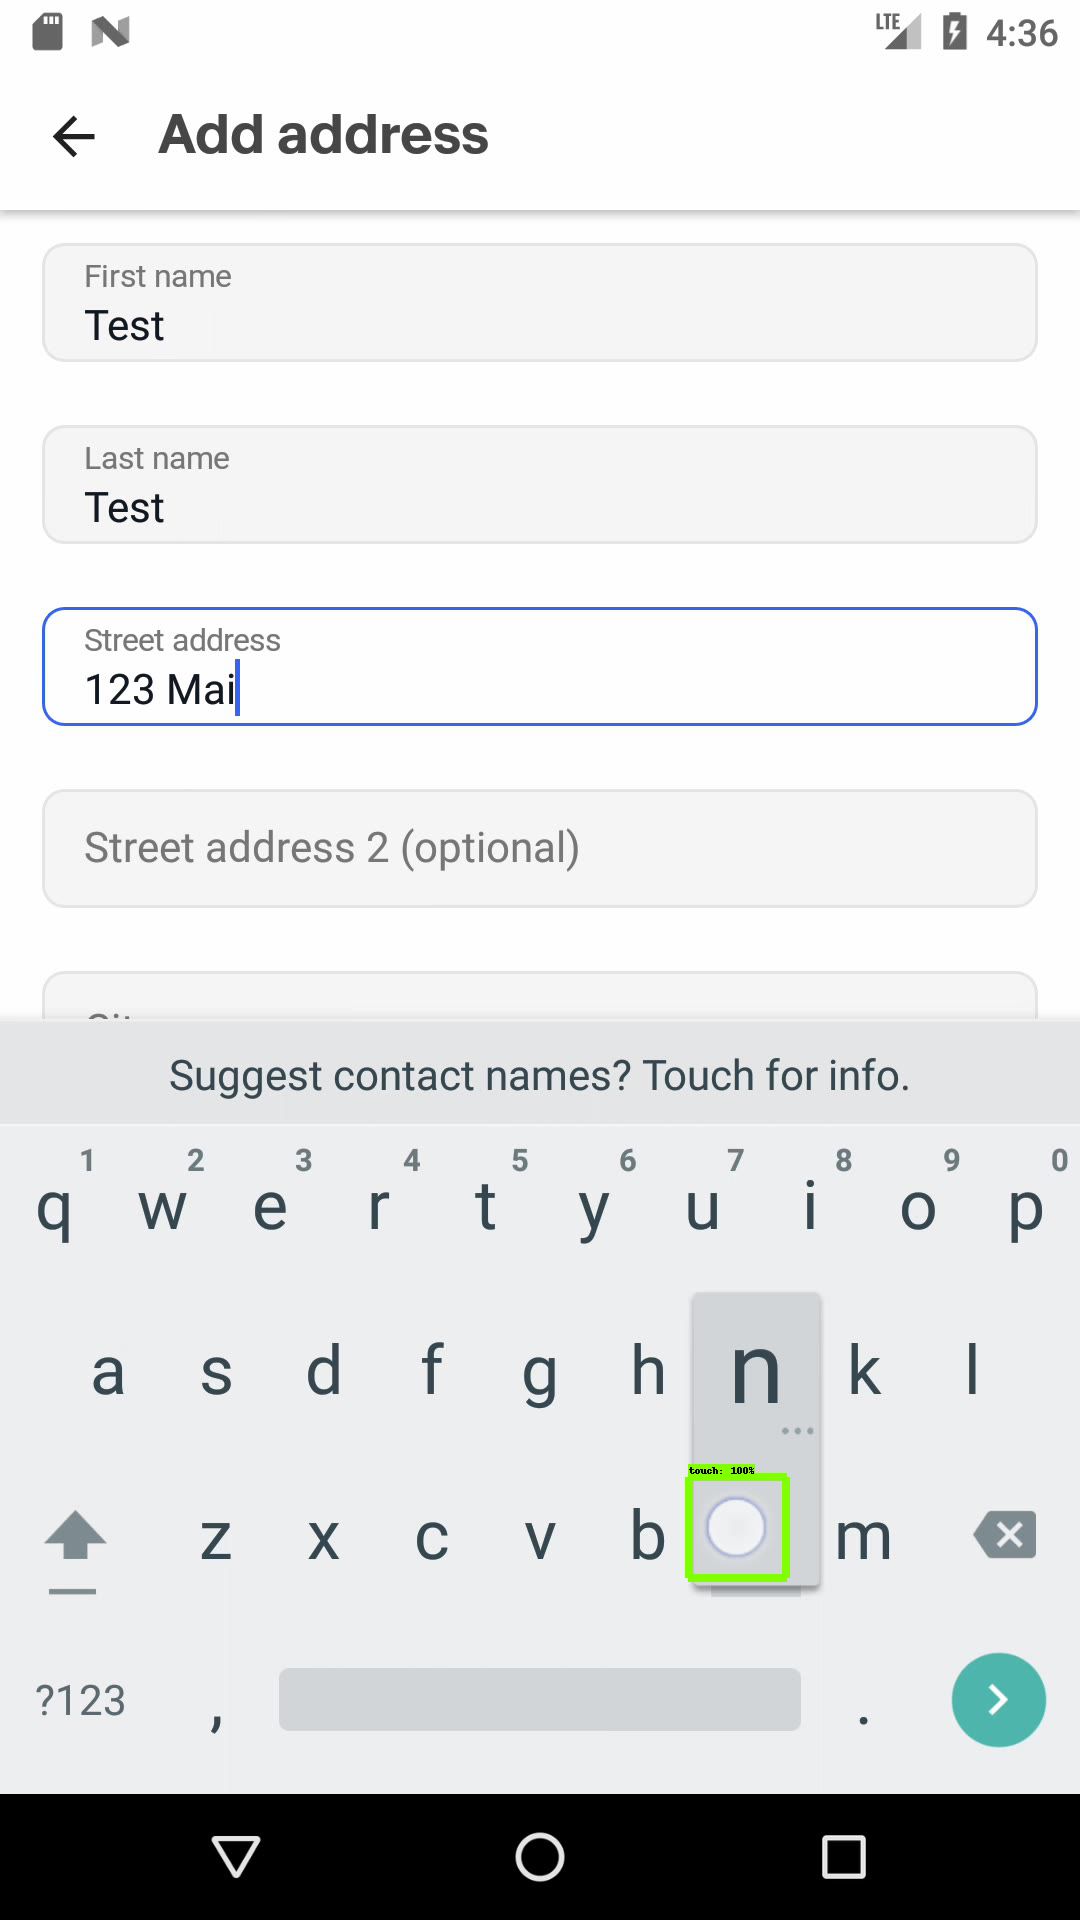 LTE 4:36
Add address
First name
Test
Last name
Test
Street address
123 Mai
Street address 2 (optional)
City
Suggest contact names? Touch for info.
1 2 3 4 5 6 7 8 9 0
q w e r t y u i o p
a s d f g h n k l
touch: 100%
z x c v b m
?123 , .